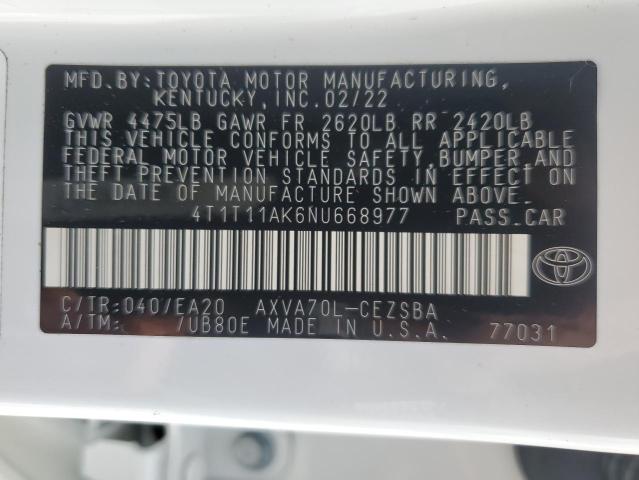 MFD.BY:TOYOTA MOTOR MANUFACTURING,
KENTUCKY,INC.02/22
GVWR 4475LB GAWR FR 2620LB RR 2420LB
THIS VEHICLE CONFORMS TO ALL APPLICABLE
FEDERAL MOTOR VEHICLE SAFETY,BUMPER,AND
THEFT PREVENTION STANDARDS IN EFFECT ON
THE DATE OF MANUFACTURE SHOWN ABOVE.
4T1T11AK6NU668977 PASS.CAR
C/TR:040/EA20 AXVA70L-CEZSBA
A/TM: /UB80E MADE IN U.S.A. 77031